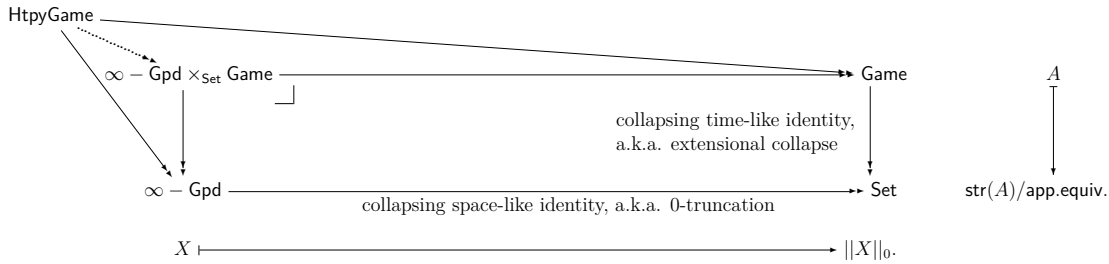 HtpyGame
∞ − Gpd ×_Set Game
Game
A
collapsing time-like identity,
a.k.a. extensional collapse
∞ − Gpd
Set
str(A)/app.equiv.
collapsing space-like identity, a.k.a. 0-truncation
X
||X||₀.